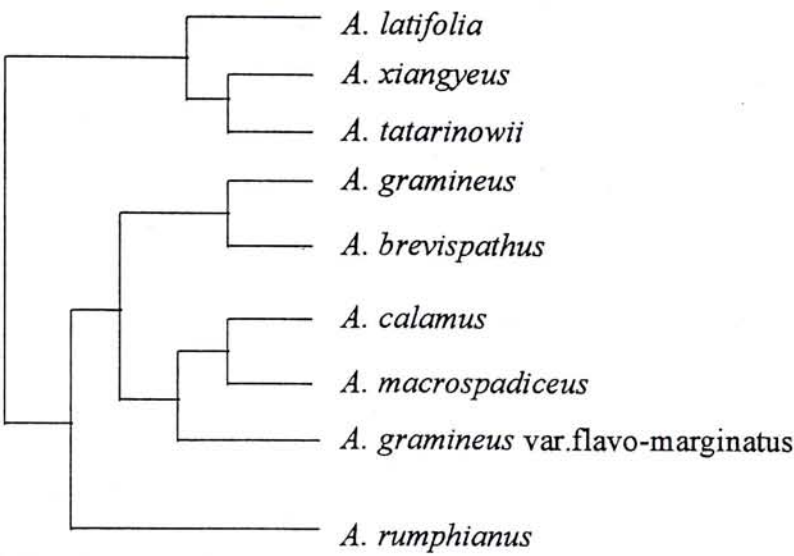 A. latifolia
A. xiangyeus
A. tatarinowii
A. gramineus
A. brevispathus
A. calamus
A. macrospadiceus
A. gramineus var.flavo-marginatus
A. rumphianus